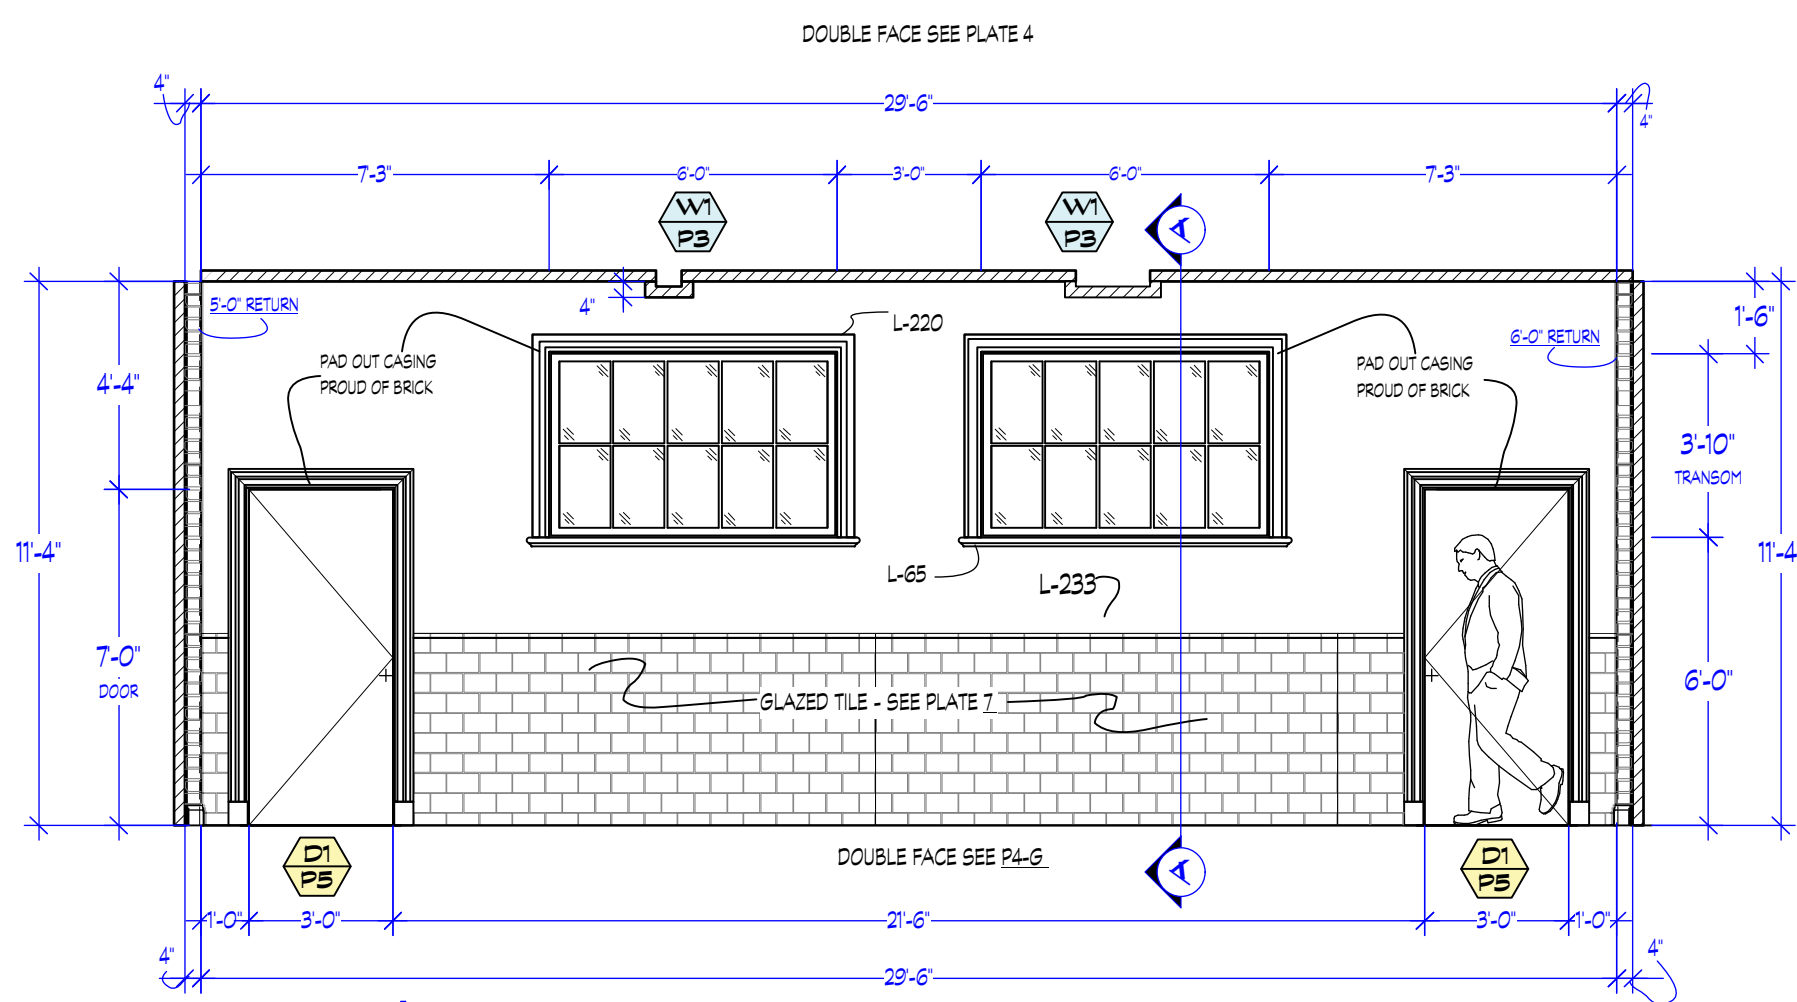 DOUBLE FACE SEE PLATE 4
4"
29'-6"
4"
7'-3"
6'-0"
3'-0"
6'-0"
7'-3"
W1
P3
W1
P3
A
4"
5'-0" RETURN
L-220
1'-6"
6'-0" RETURN
PAD OUT CASING
PROUD OF BRICK
PAD OUT CASING
PROUD OF BRICK
4'-4"
3'-10"
TRANSOM
11'-4"
11'-4
L-65
L-233
7'-0"
DOOR
6'-0"
GLAZED TILE - SEE PLATE 7
DOUBLE FACE SEE P4-G
D1
P5
A
D1
P5
1'-0"
3'-0"
21'-6"
3'-0"
1'-0"
4"
29'-6"
4"